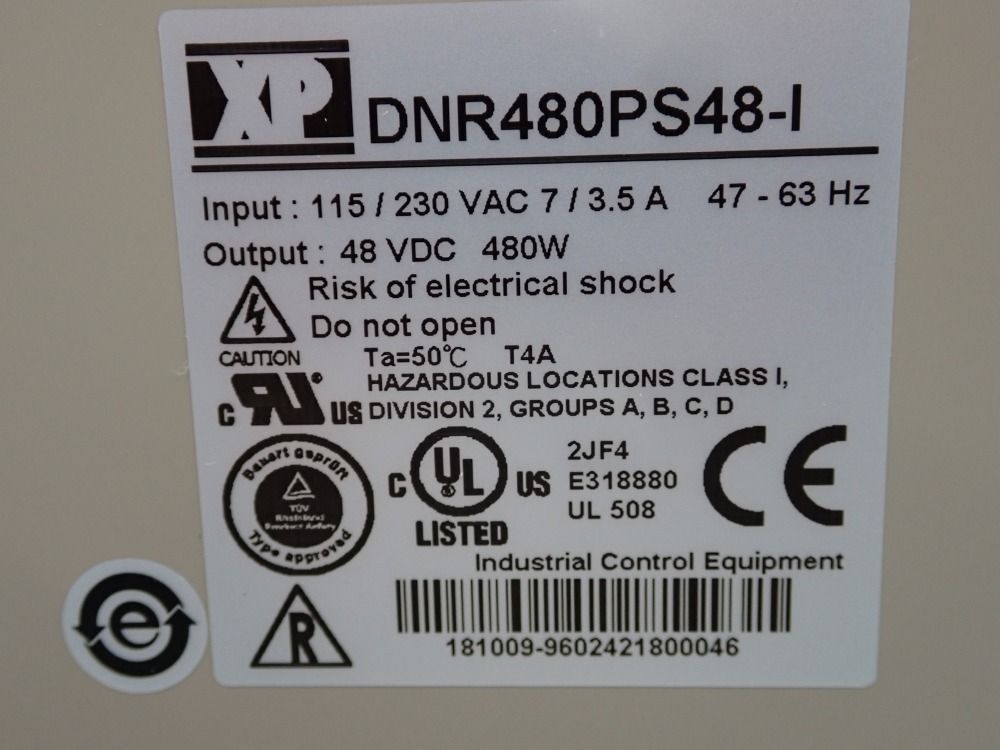 XP
DNR480PS48-I
Input : 115 / 230 VAC 7 / 3.5 A 47 - 63 Hz
Output : 48 VDC 480W
Risk of electrical shock
Do not open
CAUTION
Ta=50℃ T4A
HAZARDOUS LOCATIONS CLASS I,
DIVISION 2, GROUPS A, B, C, D
C RU ® US
Bauart geprüft
TÜV
Rheinland
Type approved
C UL ® US
LISTED
2JF4
E318880
UL 508
CE
Industrial Control Equipment
181009-9602421800046
R
e